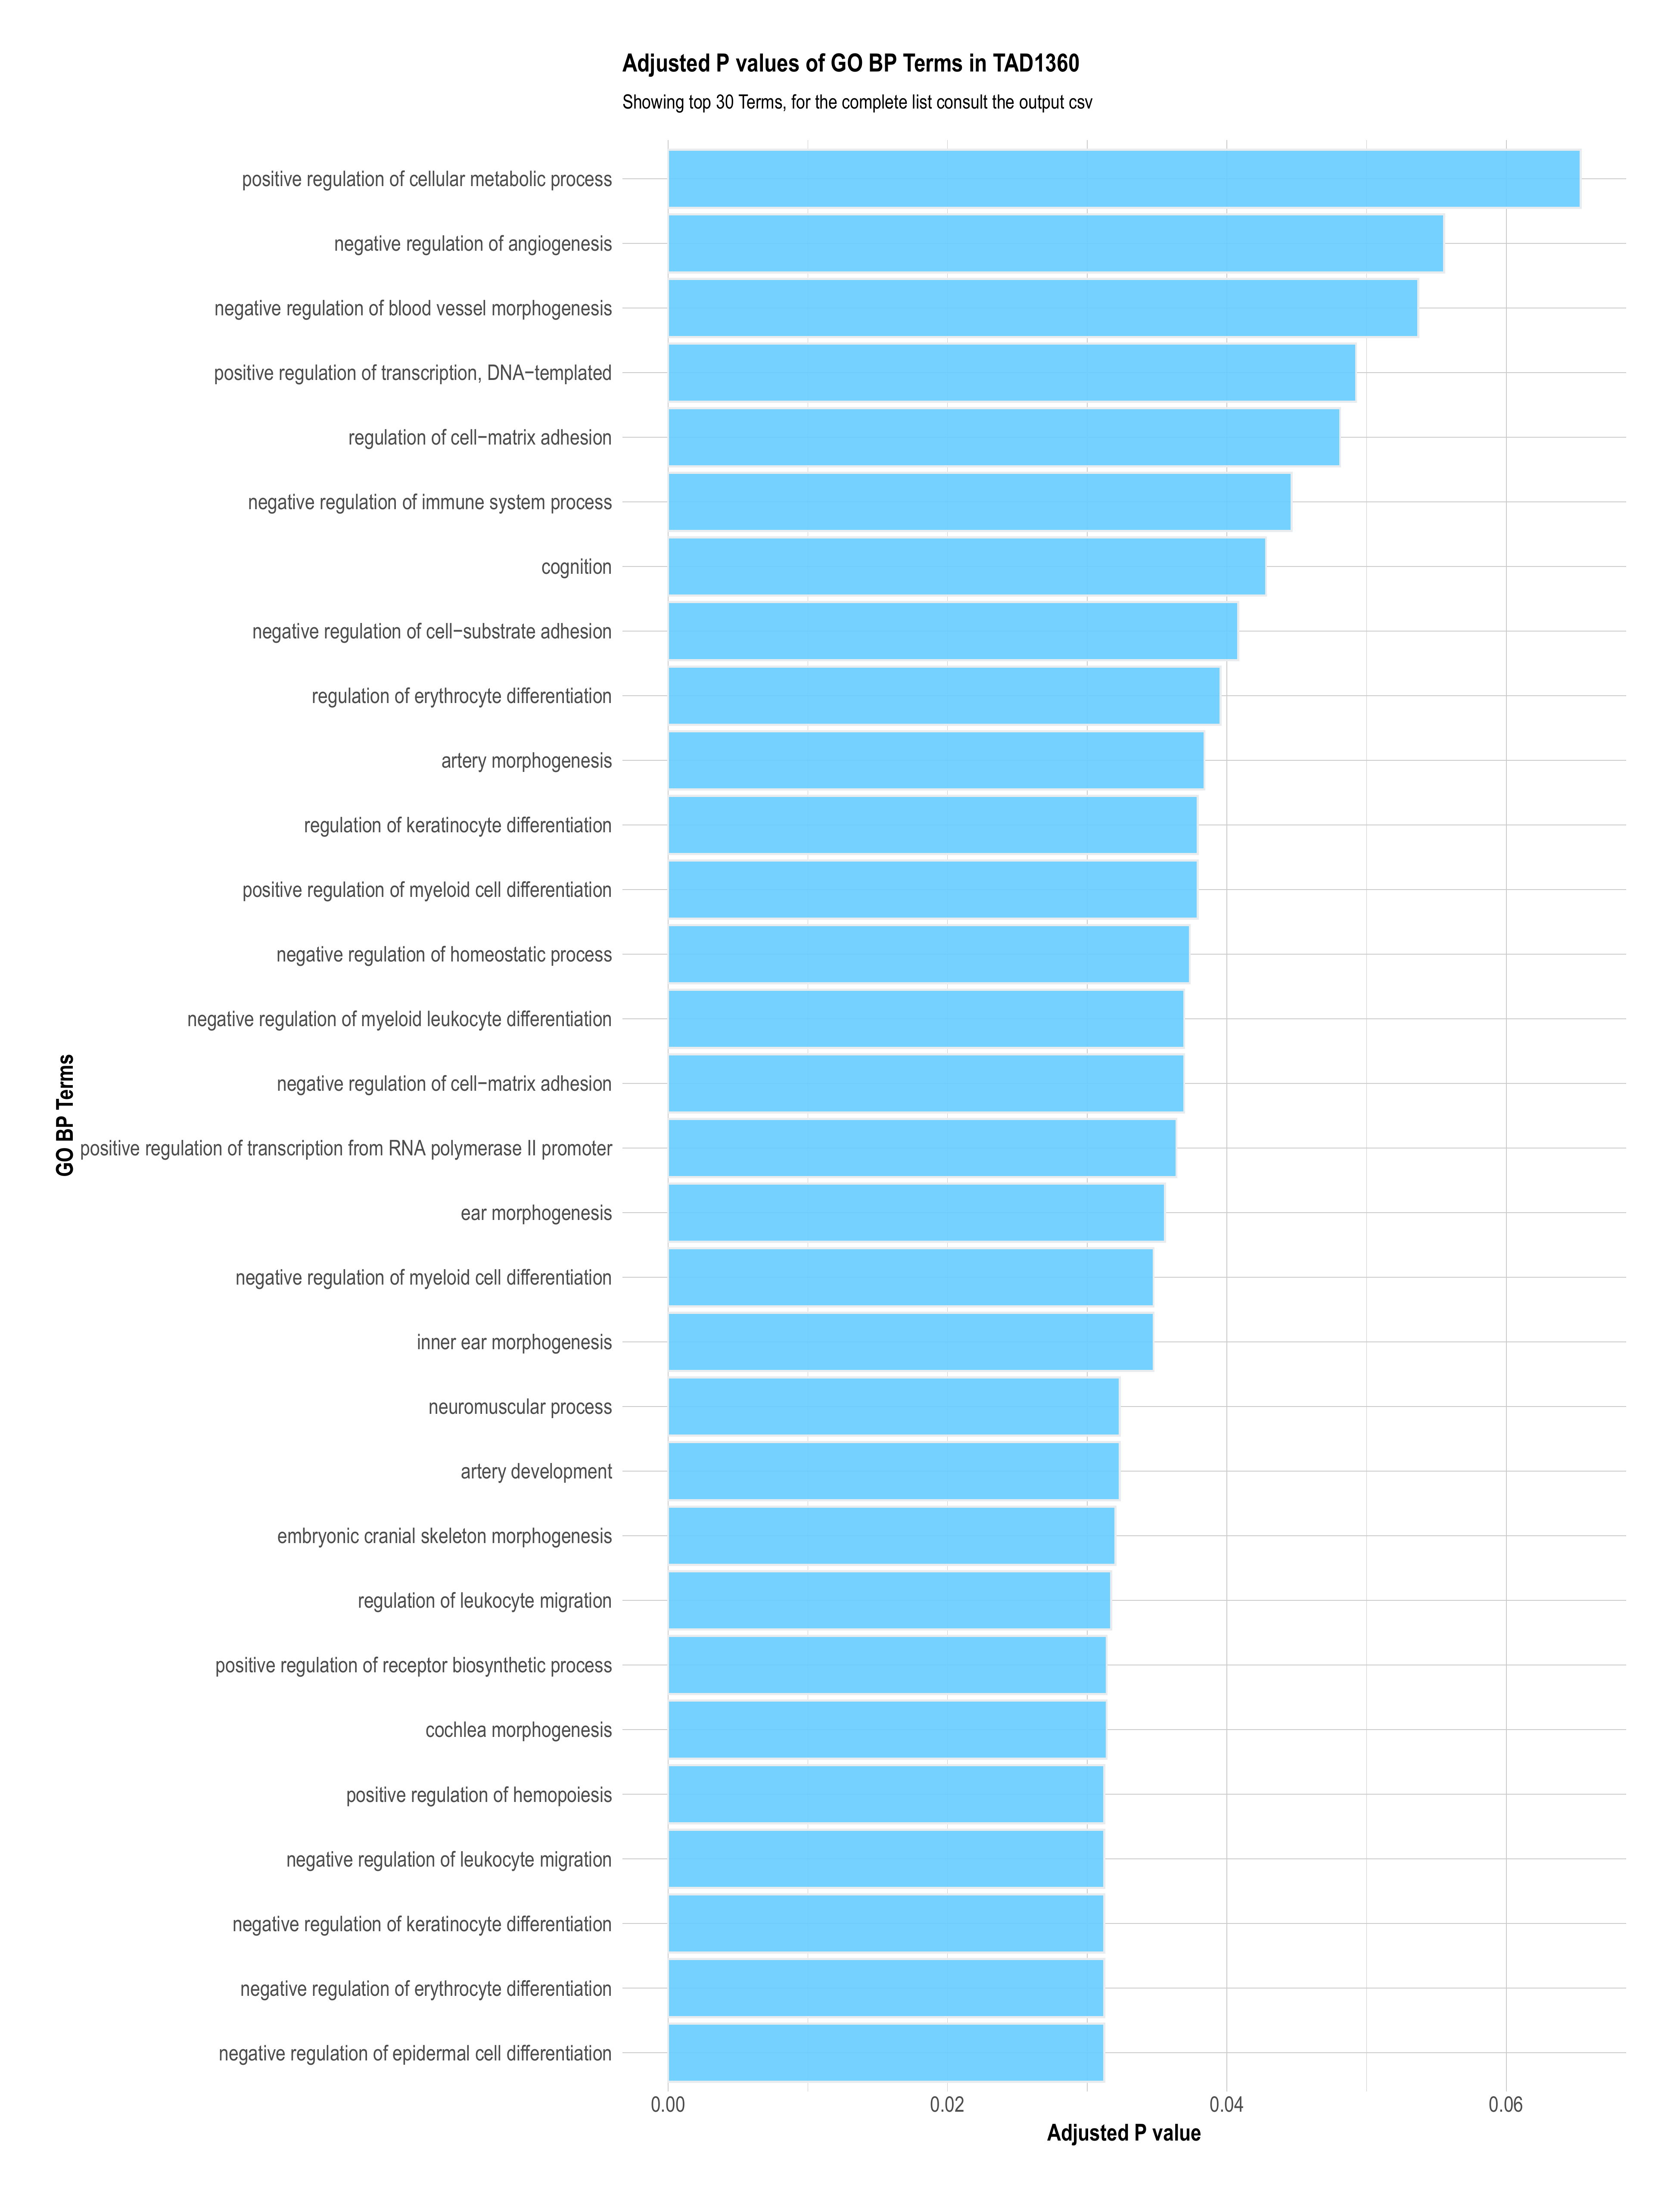 Adjusted P values of GO BP Terms in TAD1360
Showing top 30 Terms, for the complete list consult the output csv
positive regulation of cellular metabolic process
negative regulation of angiogenesis
negative regulation of blood vessel morphogenesis
positive regulation of transcription, DNA−templated
regulation of cell−matrix adhesion
negative regulation of immune system process
cognition
negative regulation of cell−substrate adhesion
regulation of erythrocyte differentiation
artery morphogenesis
regulation of keratinocyte differentiation
positive regulation of myeloid cell differentiation
negative regulation of homeostatic process
negative regulation of myeloid leukocyte differentiation
negative regulation of cell−matrix adhesion
positive regulation of transcription from RNA polymerase II promoter
ear morphogenesis
negative regulation of myeloid cell differentiation
inner ear morphogenesis
neuromuscular process
artery development
embryonic cranial skeleton morphogenesis
regulation of leukocyte migration
positive regulation of receptor biosynthetic process
cochlea morphogenesis
positive regulation of hemopoiesis
negative regulation of leukocyte migration
negative regulation of keratinocyte differentiation
negative regulation of erythrocyte differentiation
negative regulation of epidermal cell differentiation
GO BP Terms
0.00 0.02 0.04 0.06
Adjusted P value